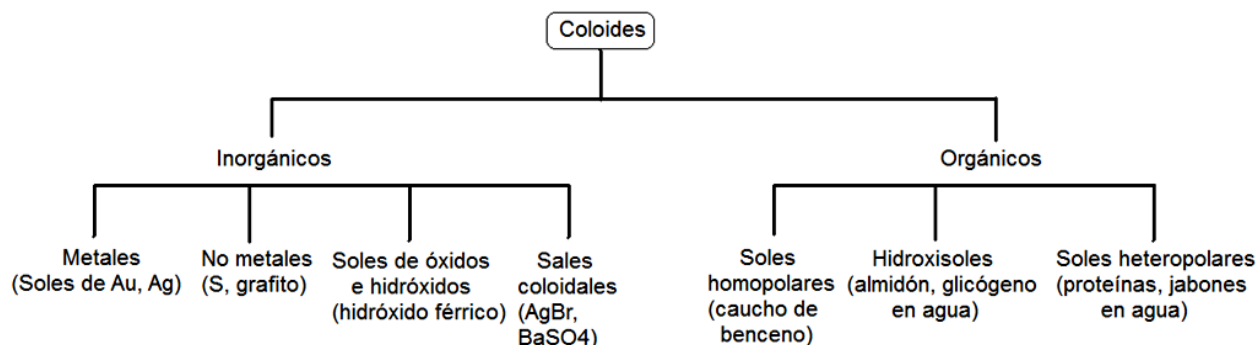 Coloides
Inorgánicos
Orgánicos
Metales
(Soles de Au, Ag)
No metales
(S, grafito)
Soles de óxidos
e hidróxidos
(hidróxido férrico)
Sales
coloidales
(AgBr,
BaSO4)
Soles
homopolares
(caucho de
benceno)
Hidroxisoles
(almidón, glicógeno
en agua)
Soles heteropolares
(proteínas, jabones
en agua)